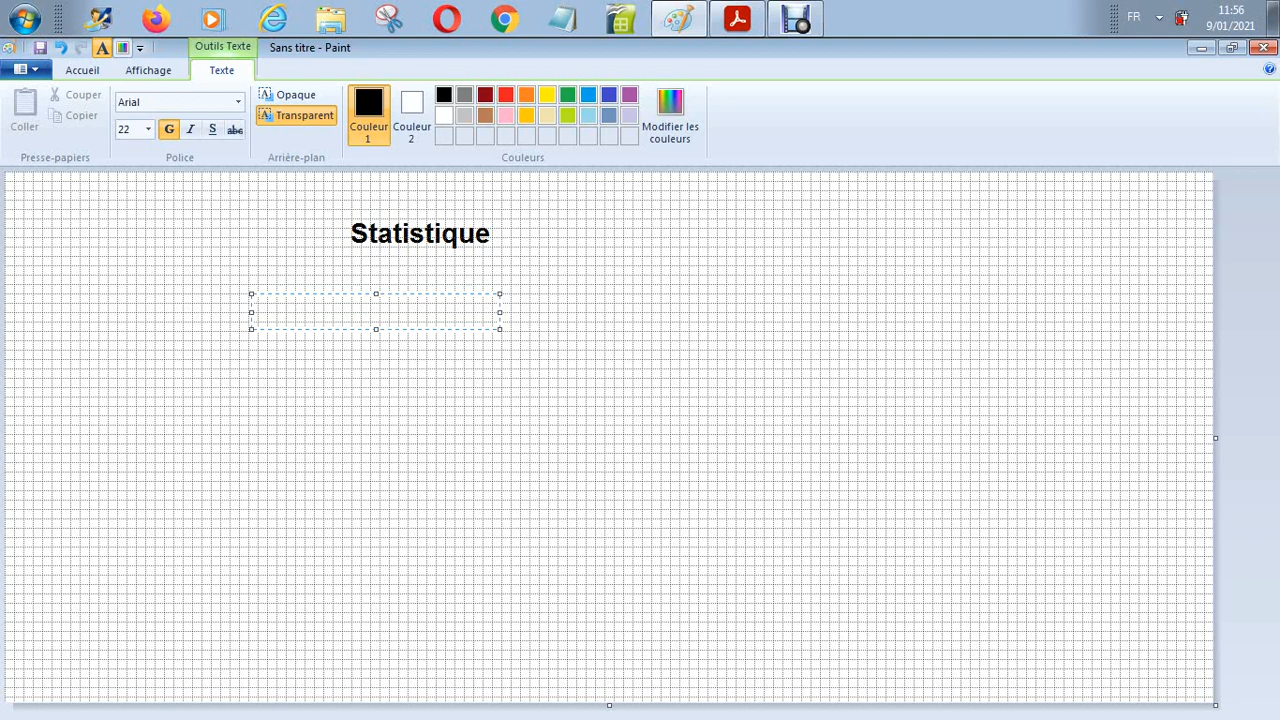 FR
11:56
9/01/2021
Outils Texte
Sans titre - Paint
Accueil
Affichage
Texte
Coller
Couper
Copier
Presse-papiers
Arial
22
G I S abc
Police
Opaque
Transparent
Arrière-plan
Couleur 1
Couleur 2
Modifier les couleurs
Couleurs
Statistique